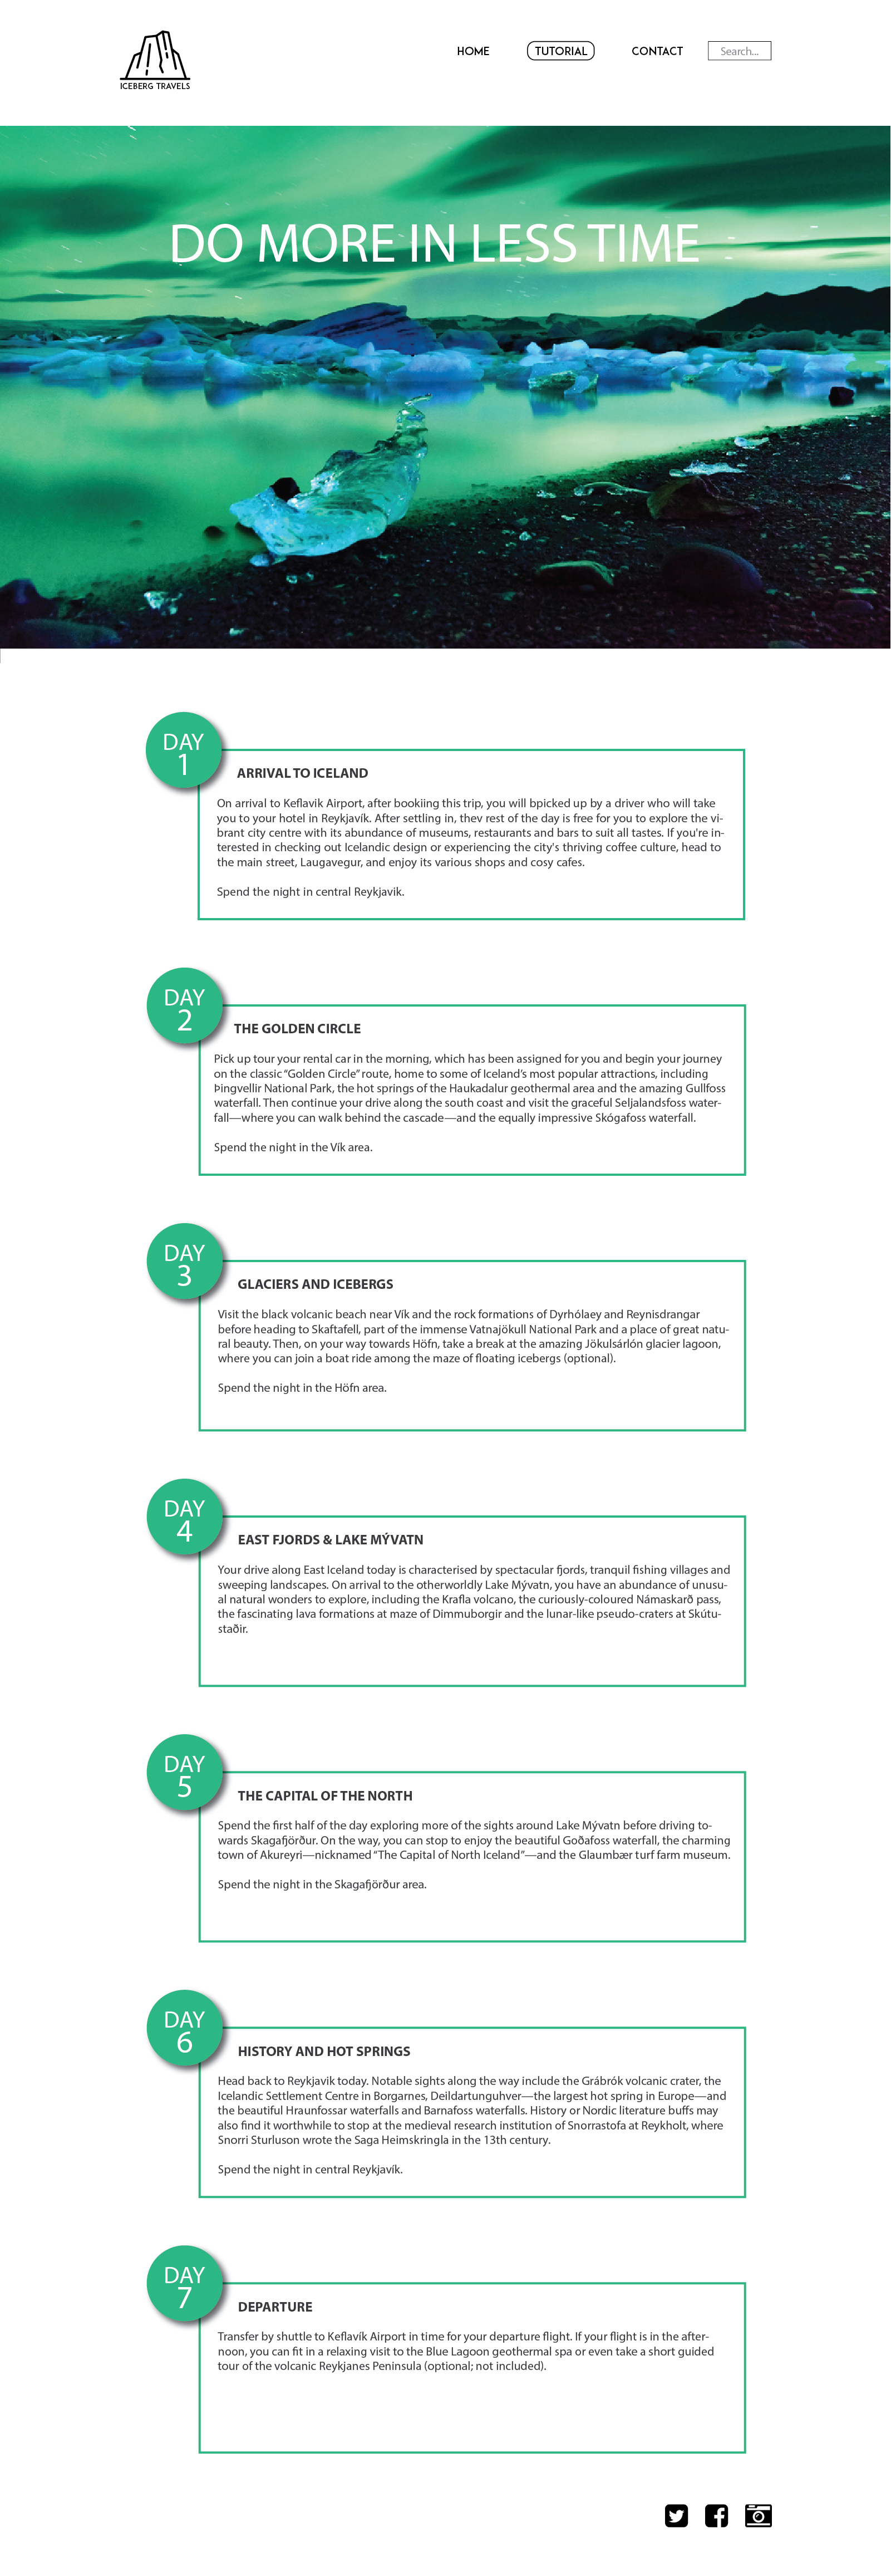 ICEBERG TRAVELS
HOME
TUTORIAL
CONTACT
Search...
DO MORE IN LESS TIME
DAY
1
ARRIVAL TO ICELAND
On arrival to Keflavik Airport, after bookiing this trip, you will bpicked up by a driver who will take
you to your hotel in Reykjavík. After settling in, they rest of the day is free for you to explore the vi-
brant city centre with its abundance of museums, restaurants and bars to suit all tastes. If you're in-
terested in checking out Icelandic design or experiencing the city's thriving coffee culture, head to
the main street, Laugavegur, and enjoy its various shops and cosy cafes.
Spend the night in central Reykjavik.
DAY
2
THE GOLDEN CIRCLE
Pick up tour your rental car in the morning, which has been assigned for you and begin your journey
on the classic “Golden Circle” route, home to some of Iceland’s most popular attractions, including
Þingvellir National Park, the hot springs of the Haukadalur geothermal area and the amazing Gullfoss
waterfall. Then continue your drive along the south coast and visit the graceful Seljalandsfoss water-
fall—where you can walk behind the cascade—and the equally impressive Skógafoss waterfall.
Spend the night in the Vík area.
DAY
3
GLACIERS AND ICEBERGS
Visit the black volcanic beach near Vík and the rock formations of Dyrhólaey and Reynisdrangar
before heading to Skaftafell, part of the immense Vatnajökull National Park and a place of great natu-
ral beauty. Then, on your way towards Höfn, take a break at the amazing Jökulsárlón glacier lagoon,
where you can join a boat ride among the maze of floating icebergs (optional).
Spend the night in the Höfn area.
DAY
4
EAST FJORDS & LAKE MÝVATN
Your drive along East Iceland today is characterised by spectacular fjords, tranquil fishing villages and
sweeping landscapes. On arrival to the otherworldly Lake Mývatn, you have an abundance of unusu-
al natural wonders to explore, including the Krafla volcano, the curiously-coloured Námaskarð pass,
the fascinating lava formations at maze of Dimmuborgir and the lunar-like pseudo-craters at Skútu-
staðir.
DAY
5
THE CAPITAL OF THE NORTH
Spend the first half of the day exploring more of the sights around Lake Mývatn before driving to-
wards Skagafjörður. On the way, you can stop to enjoy the beautiful Goðafoss waterfall, the charming
town of Akureyri—nicknamed “The Capital of North Iceland”—and the Glaumbær turf farm museum.
Spend the night in the Skagafjörður area.
DAY
6
HISTORY AND HOT SPRINGS
Head back to Reykjavik today. Notable sights along the way include the Grábrók volcanic crater, the
Icelandic Settlement Centre in Borgarnes, Deildartunguhver—the largest hot spring in Europe—and
the beautiful Hraunfossar waterfalls and Barnafoss waterfalls. History or Nordic literature buffs may
also find it worthwhile to stop at the medieval research institution of Snorrastofa at Reykholt, where
Snorri Sturluson wrote the Saga Heimskringla in the 13th century.
Spend the night in central Reykjavík.
DAY
7
DEPARTURE
Transfer by shuttle to Keflavík Airport in time for your departure flight. If your flight is in the after-
noon, you can fit in a relaxing visit to the Blue Lagoon geothermal spa or even take a short guided
tour of the volcanic Reykjanes Peninsula (optional; not included).